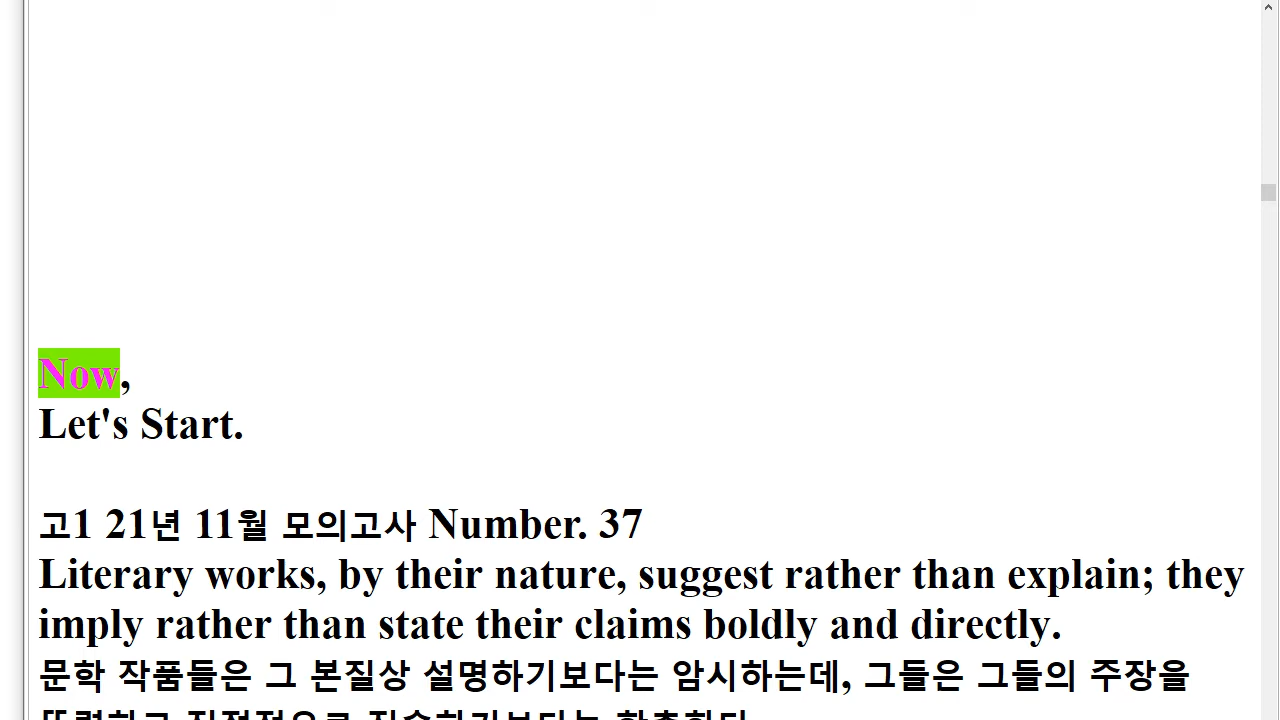 Now,
Let's Start.
고1 21년 11월 모의고사 Number. 37
Literary works, by their nature, suggest rather than explain; they
imply rather than state their claims boldly and directly.
문학 작품들은 그 본질상 설명하기보다는 암시하는데, 그들은 그들의 주장을